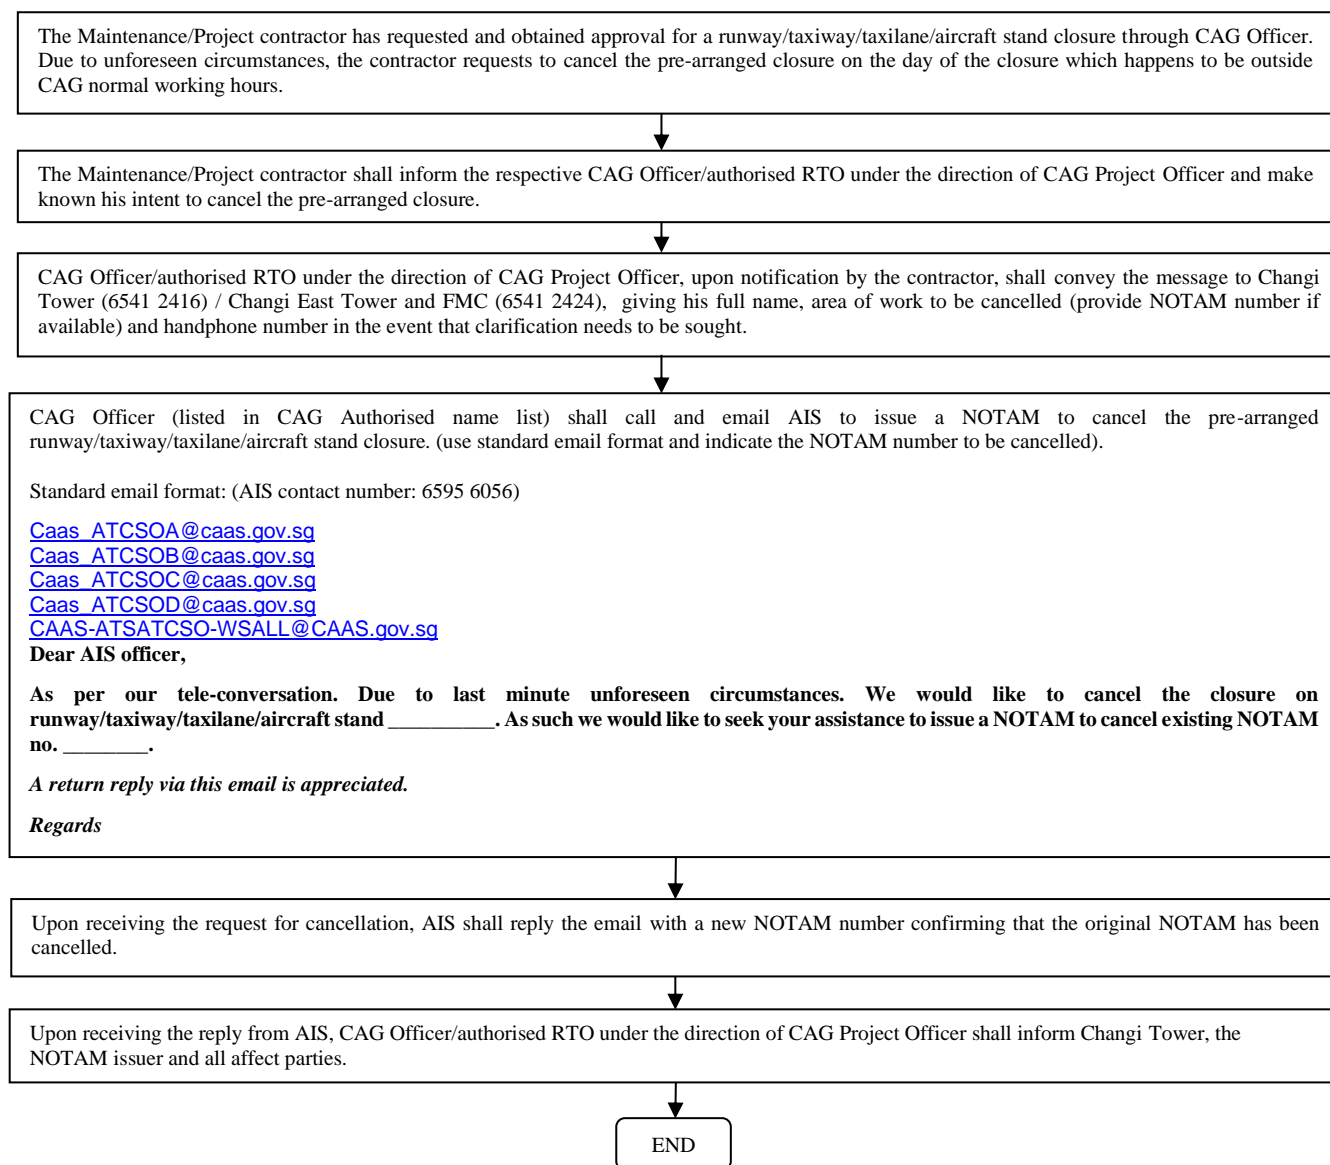 The Maintenance/Project contractor has requested and obtained approval for a runway/taxiway/taxilane/aircraft stand closure through CAG Officer.
Due to unforeseen circumstances, the contractor requests to cancel the pre-arranged closure on the day of the closure which happens to be outside
CAG normal working hours.
The Maintenance/Project contractor shall inform the respective CAG Officer/authorised RTO under the direction of CAG Project Officer and make
known his intent to cancel the pre-arranged closure.
CAG Officer/authorised RTO under the direction of CAG Project Officer, upon notification by the contractor, shall convey the message to Changi
Tower (6541 2416) / Changi East Tower and FMC (6541 2424), giving his full name, area of work to be cancelled (provide NOTAM number if
available) and handphone number in the event that clarification needs to be sought.
CAG Officer (listed in CAG Authorised name list) shall call and email AIS to issue a NOTAM to cancel the pre-arranged
runway/taxiway/taxilane/aircraft stand closure. (use standard email format and indicate the NOTAM number to be cancelled).
Standard email format: (AIS contact number: 6595 6056)
Caas_ATCSOA@caas.gov.sg
Caas_ATCSOB@caas.gov.sg
Caas_ATCSOC@caas.gov.sg
Caas_ATCSOD@caas.gov.sg
CAAS-ATSATCSO-WSALL@CAAS.gov.sg
Dear AIS officer,
As per our tele-conversation. Due to last minute unforeseen circumstances. We would like to cancel the closure on
runway/taxiway/taxilane/aircraft stand __________. As such we would like to seek your assistance to issue a NOTAM to cancel existing NOTAM
no. ________.
A return reply via this email is appreciated.
Regards
Upon receiving the request for cancellation, AIS shall reply the email with a new NOTAM number confirming that the original NOTAM has been
cancelled.
Upon receiving the reply from AIS, CAG Officer/authorised RTO under the direction of CAG Project Officer shall inform Changi Tower, the
NOTAM issuer and all affect parties.
END